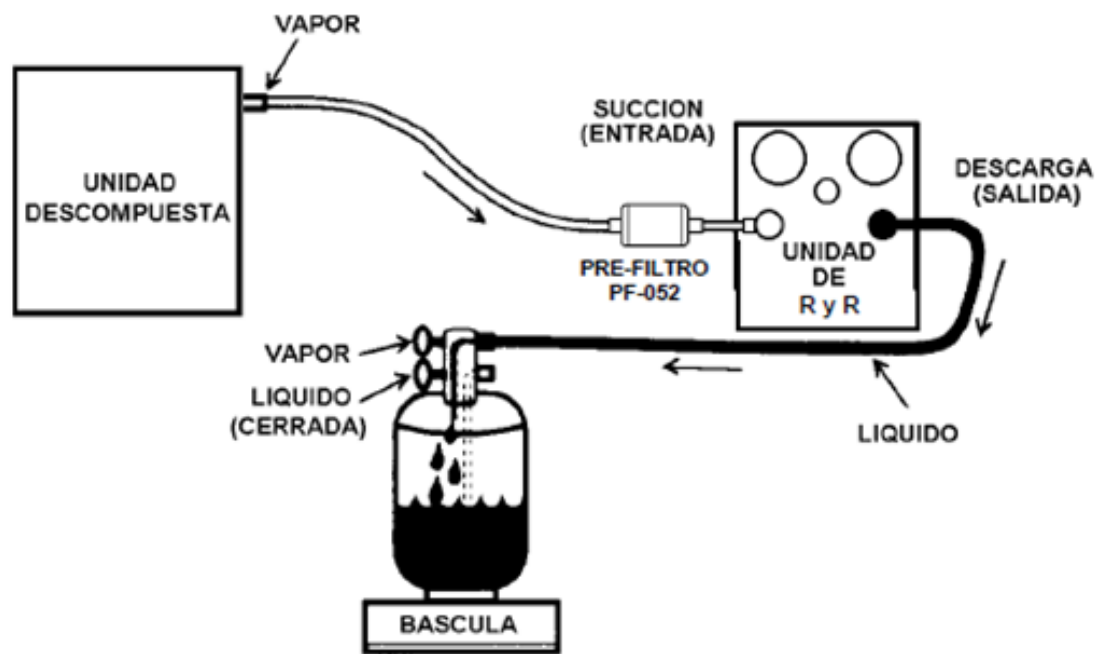 VAPOR
UNIDAD
DESCOMPUESTA
SUCCION
(ENTRADA)
DESCARGA
(SALIDA)
PRE-FILTRO
PF-052
UNIDAD
DE
R y R
VAPOR
LIQUIDO
(CERRADA)
LIQUIDO
BASCULA